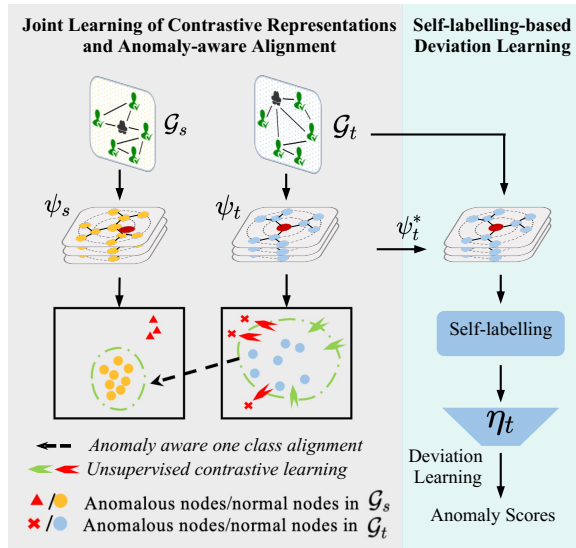 Joint Learning of Contrastive Representations
and Anomaly-aware Alignment
Self-labelling-based
Deviation Learning
𝒢ₛ
𝒢ₜ
ψₛ
ψₜ
ψₜ*
Self-labelling
ηₜ
Deviation
Learning
Anomaly Scores
Anomaly aware one class alignment
Unsupervised contrastive learning
/ Anomalous nodes/normal nodes in 𝒢ₛ
/ Anomalous nodes/normal nodes in 𝒢ₜ